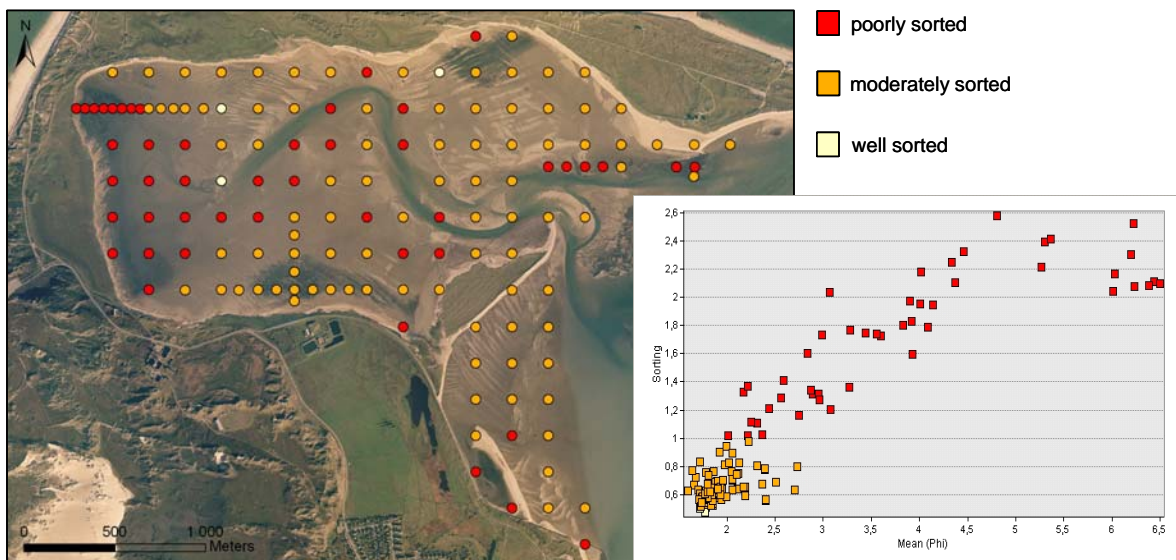 N
poorly sorted
moderately sorted
well sorted
0 500 1 000
Meters
Sorting
2,6
2,4
2,2
2
1,8
1,6
1,4
1,2
1
0,8
0,6
2 2,5 3 3,5 4 4,5 5 5,5 6 6,5
Mean (Phi)